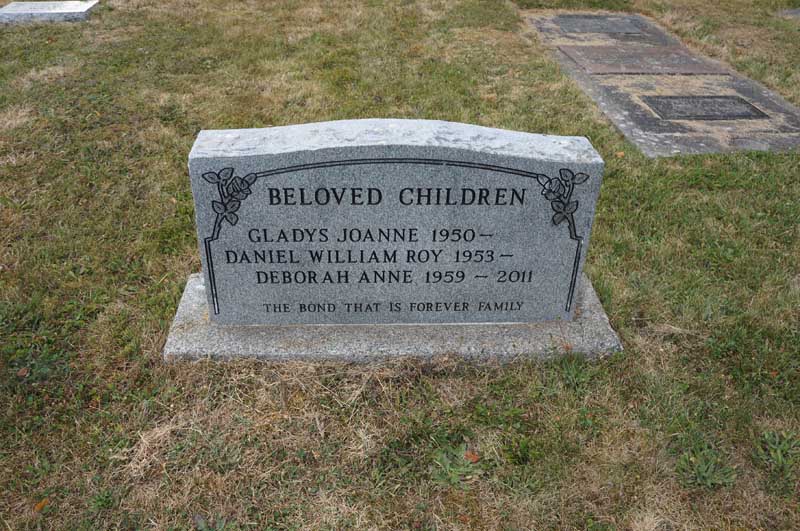 BELOVED CHILDREN
GLADYS JOANNE 1950 –
DANIEL WILLIAM ROY 1953 –
DEBORAH ANNE 1959 – 2011
THE BOND THAT IS FOREVER FAMILY